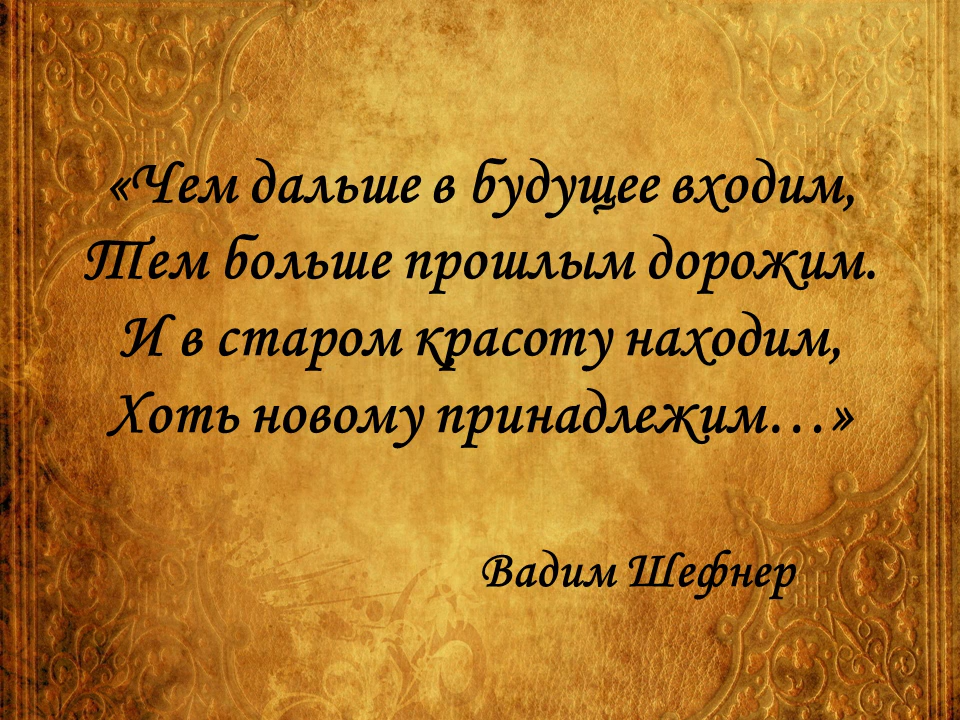 «Чем дальше в будущее входим,
Тем больше прошлым дорожим.
И в старом красоту находим,
Хоть новому принадлежим…»
Вадим Шефнер